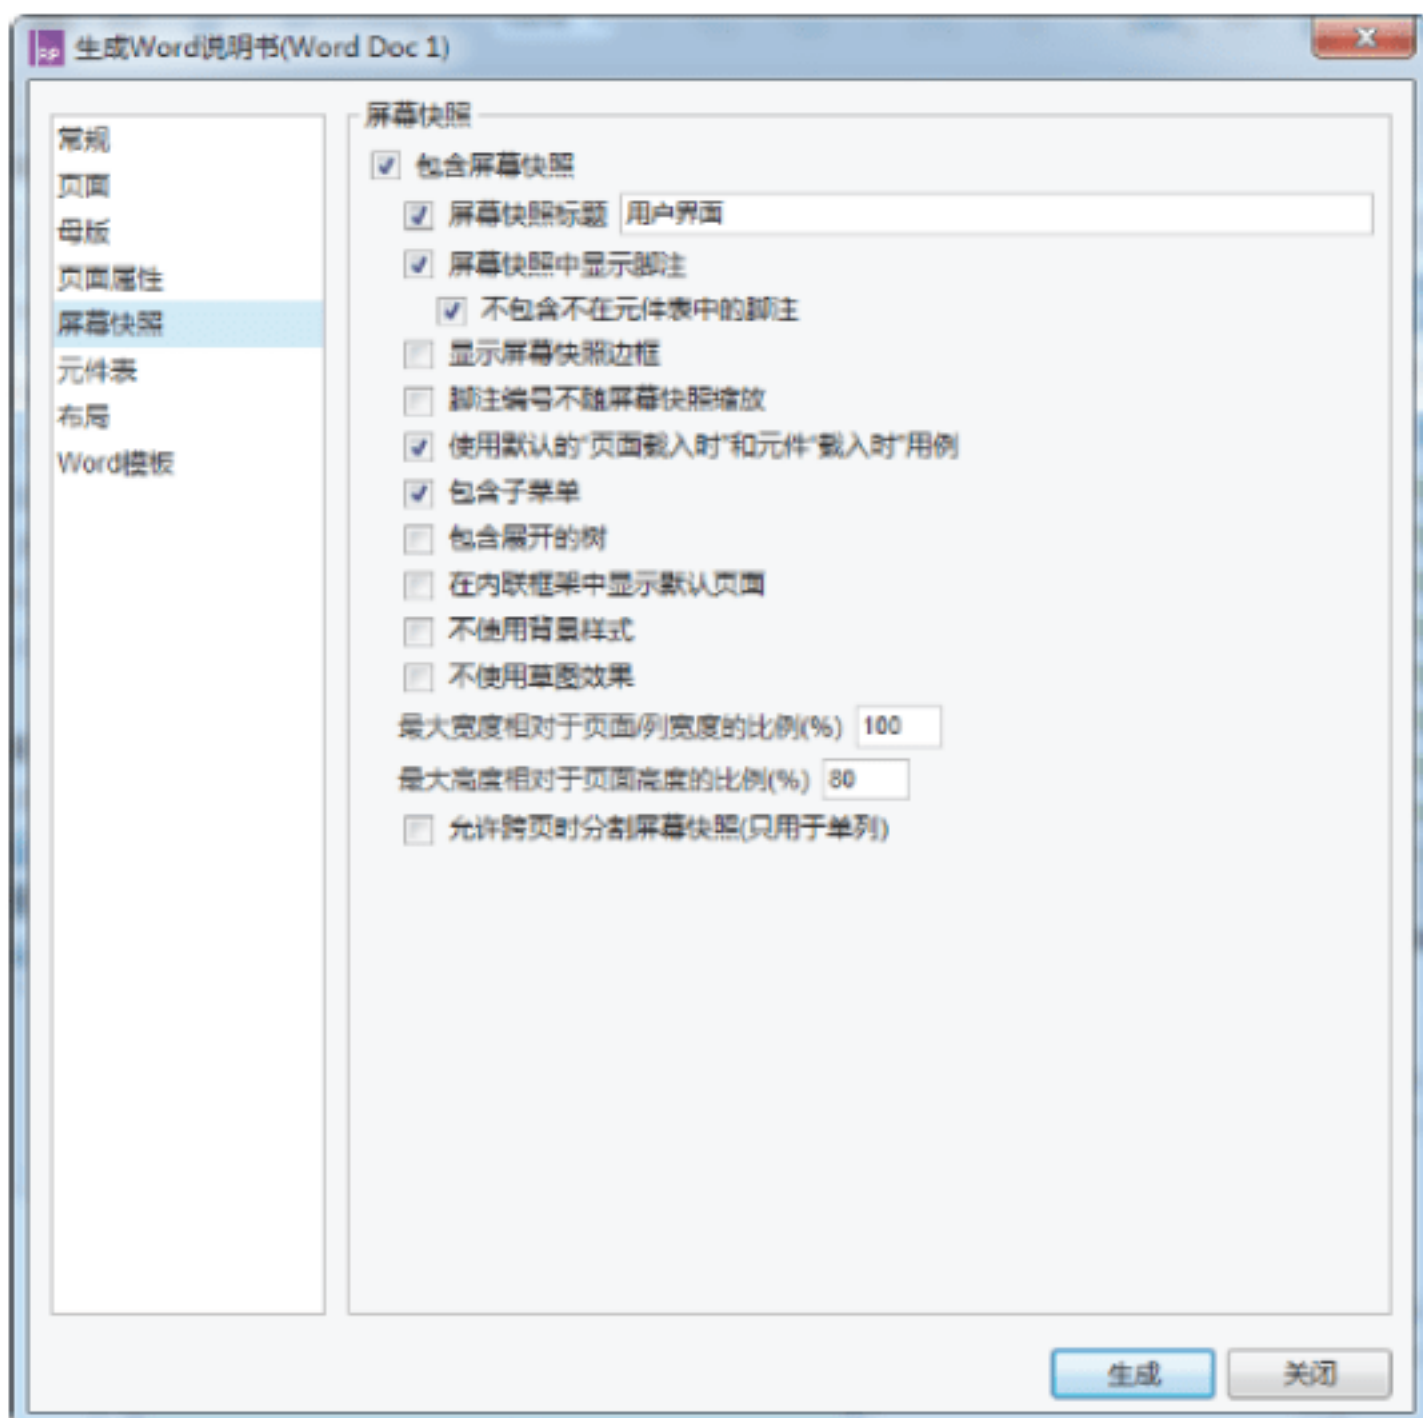 生成Word说明书(Word Doc 1)
常规
页面
母版
页面属性
屏幕快照
元件表
布局
Word模板
屏幕快照
包含屏幕快照
屏幕快照标题 用户界面
屏幕快照中显示脚注
不包含不在元件表中的脚注
显示屏幕快照边框
脚注编号不随屏幕快照缩放
使用默认的“页面载入时”和元件“载入时”用例
包含子菜单
包含展开的树
在内联框架中显示默认页面
不使用背景样式
不使用草图效果
最大宽度相对于页面/列宽度的比例(%) 100
最大高度相对于页面高度的比例(%) 80
允许跨页时分割屏幕快照(只用于单列)
生成 关闭